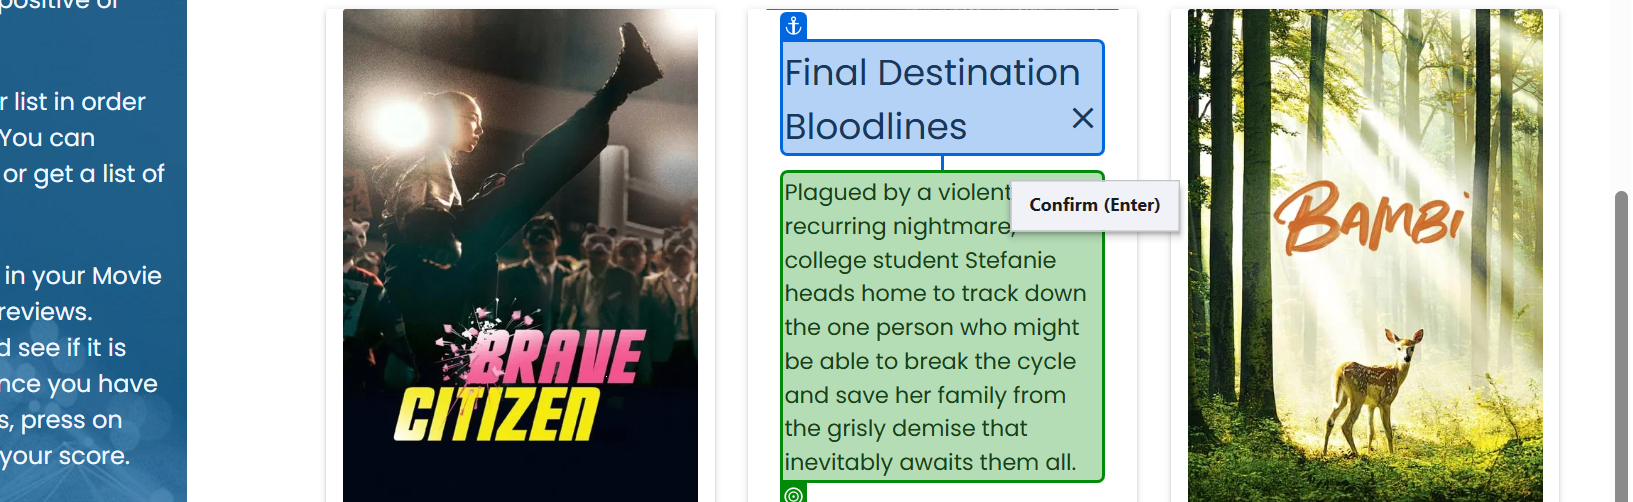 positive of
r list in order
You can
or get a list of
in your Movie
reviews.
d see if it is
nce you have
s, press on
your score.
BRAVE
CITIZEN
Final Destination
Bloodlines
Plagued by a violent
recurring nightmare,
college student Stefanie
heads home to track down
the one person who might
be able to break the cycle
and save her family from
the grisly demise that
inevitably awaits them all.
Confirm (Enter)
BAMBI